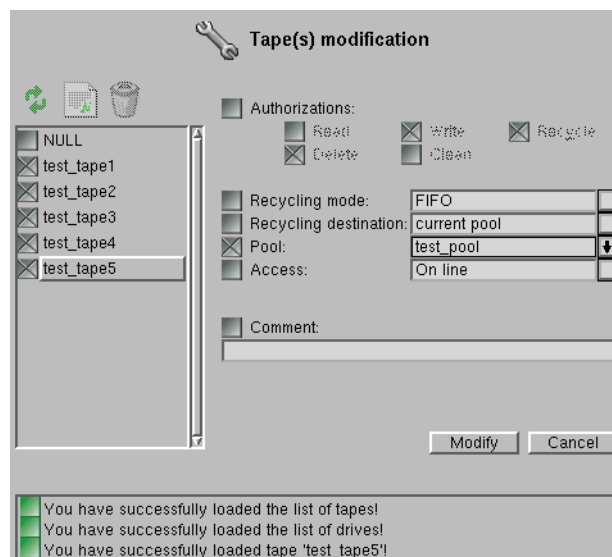 Tape(s) modification
Authorizations:
Read Write Recycle
Delete Clean
NULL
test_tape1
test_tape2
test_tape3
test_tape4
test_tape5
Recycling mode: FIFO
Recycling destination: current pool
Pool: test_pool
Access: On line
Comment:
Modify Cancel
You have successfully loaded the list of tapes!
You have successfully loaded the list of drives!
You have successfully loaded tape 'test_tape5'!